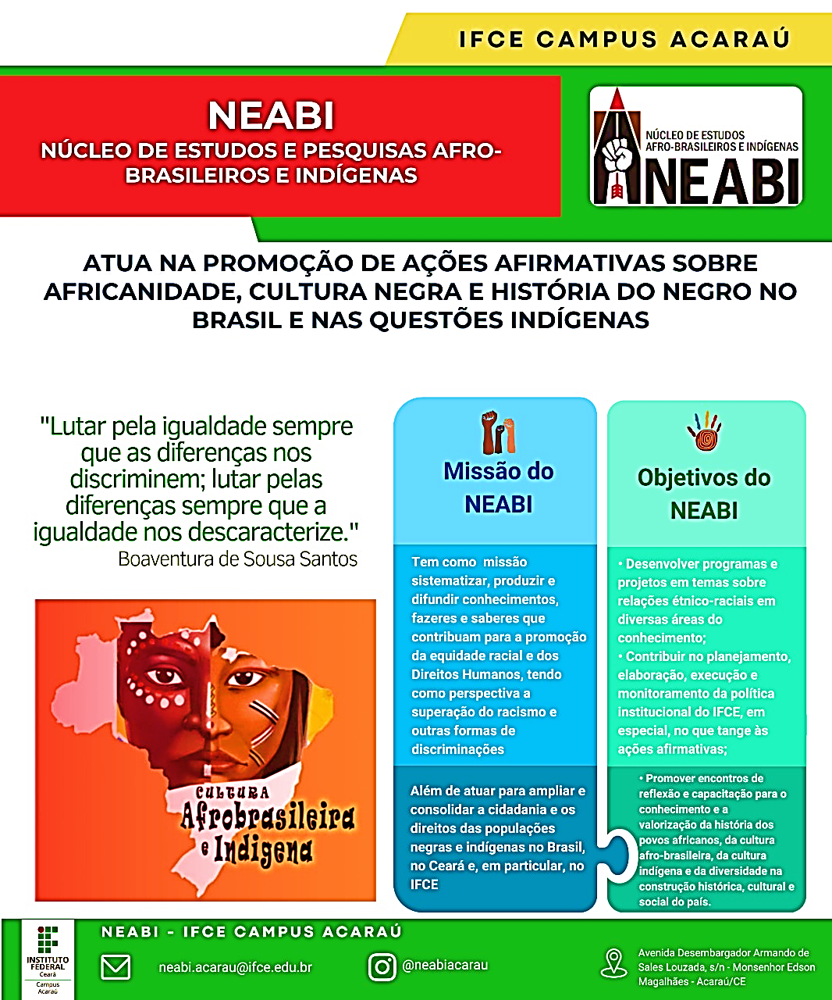 IFCE CAMPUS ACARAÚ
NEABI
NÚCLEO DE ESTUDOS E PESQUISAS AFRO-
BRASILEIROS E INDÍGENAS
NÚCLEO DE ESTUDOS
AFRO-BRASILEIROS E INDÍGENAS
NEABI
ATUA NA PROMOÇÃO DE AÇÕES AFIRMATIVAS SOBRE
AFRICANIDADE, CULTURA NEGRA E HISTÓRIA DO NEGRO NO
BRASIL E NAS QUESTÕES INDÍGENAS
"Lutar pela igualdade sempre
que as diferenças nos
discriminem; lutar pelas
diferenças sempre que a
igualdade nos descaracterize."
Boaventura de Sousa Santos
CULTURA
Afrobrasileira
e Indígena
Missão do
NEABI
Tem como missão
sistematizar, produzir e
difundir conhecimentos,
fazeres e saberes que
contribuam para a promoção
da equidade racial e dos
Direitos Humanos, tendo
como perspectiva a
superação do racismo e
outras formas de
discriminações
Além de atuar para ampliar e
consolidar a cidadania e os
direitos das populações
negras e indígenas no Brasil,
no Ceará e, em particular, no
IFCE
Objetivos do
NEABI
• Desenvolver programas e
projetos em temas sobre
relações étnico-raciais em
diversas áreas do
conhecimento;
• Contribuir no planejamento,
elaboração, execução e
monitoramento da política
institucional do IFCE, em
especial, no que tange às
ações afirmativas;
• Promover encontros de
reflexão e capacitação para o
conhecimento e a
valorização da história dos
povos africanos, da cultura
afro-brasileira, da cultura
indígena e da diversidade na
construção histórica, cultural e
social do país.
INSTITUTO
FEDERAL
Ceará
Campus
Acaraú
NEABI - IFCE CAMPUS ACARAÚ
neabi.acarau@ifce.edu.br
@neabiacarau
Avenida Desembargador Armando de
Sales Louzada, s/n - Monsenhor Edson
Magalhães - Acaraú/CE